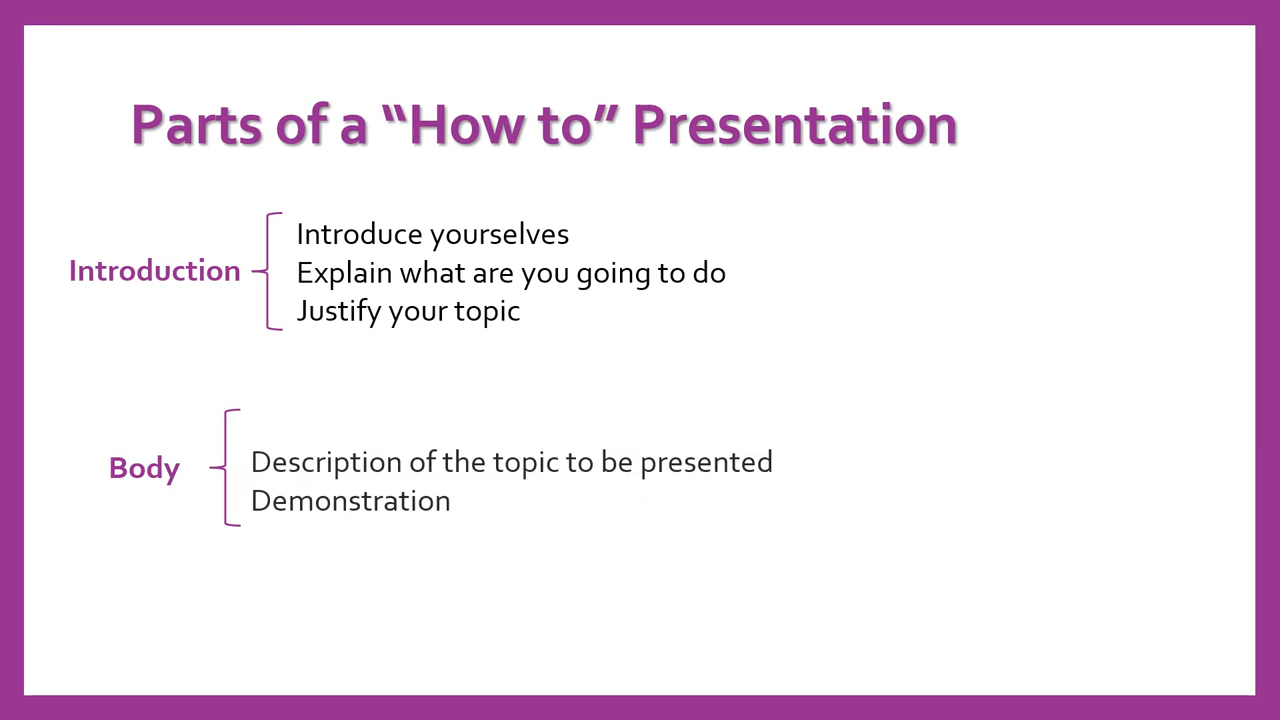 Parts of a “How to” Presentation
Introduction
Introduce yourselves
Explain what are you going to do
Justify your topic
Body
Description of the topic to be presented
Demonstration